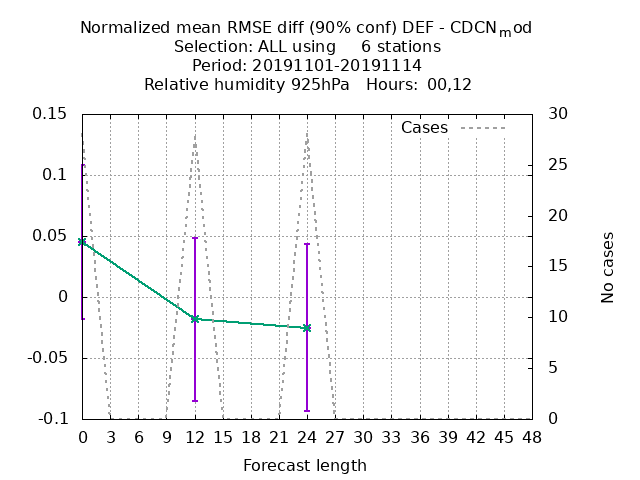 Normalized mean RMSE diff (90% conf) DEF - CDCNmod
Selection: ALL using 6 stations
Period: 20191101-20191114
Relative humidity 925hPa Hours: 00,12
0.15
0.1
0.05
0
-0.05
-0.1
30
25
20
15
10
5
0
Cases
No cases
0 3 6 9 12 15 18 21 24 27 30 33 36 39 42 45 48
Forecast length